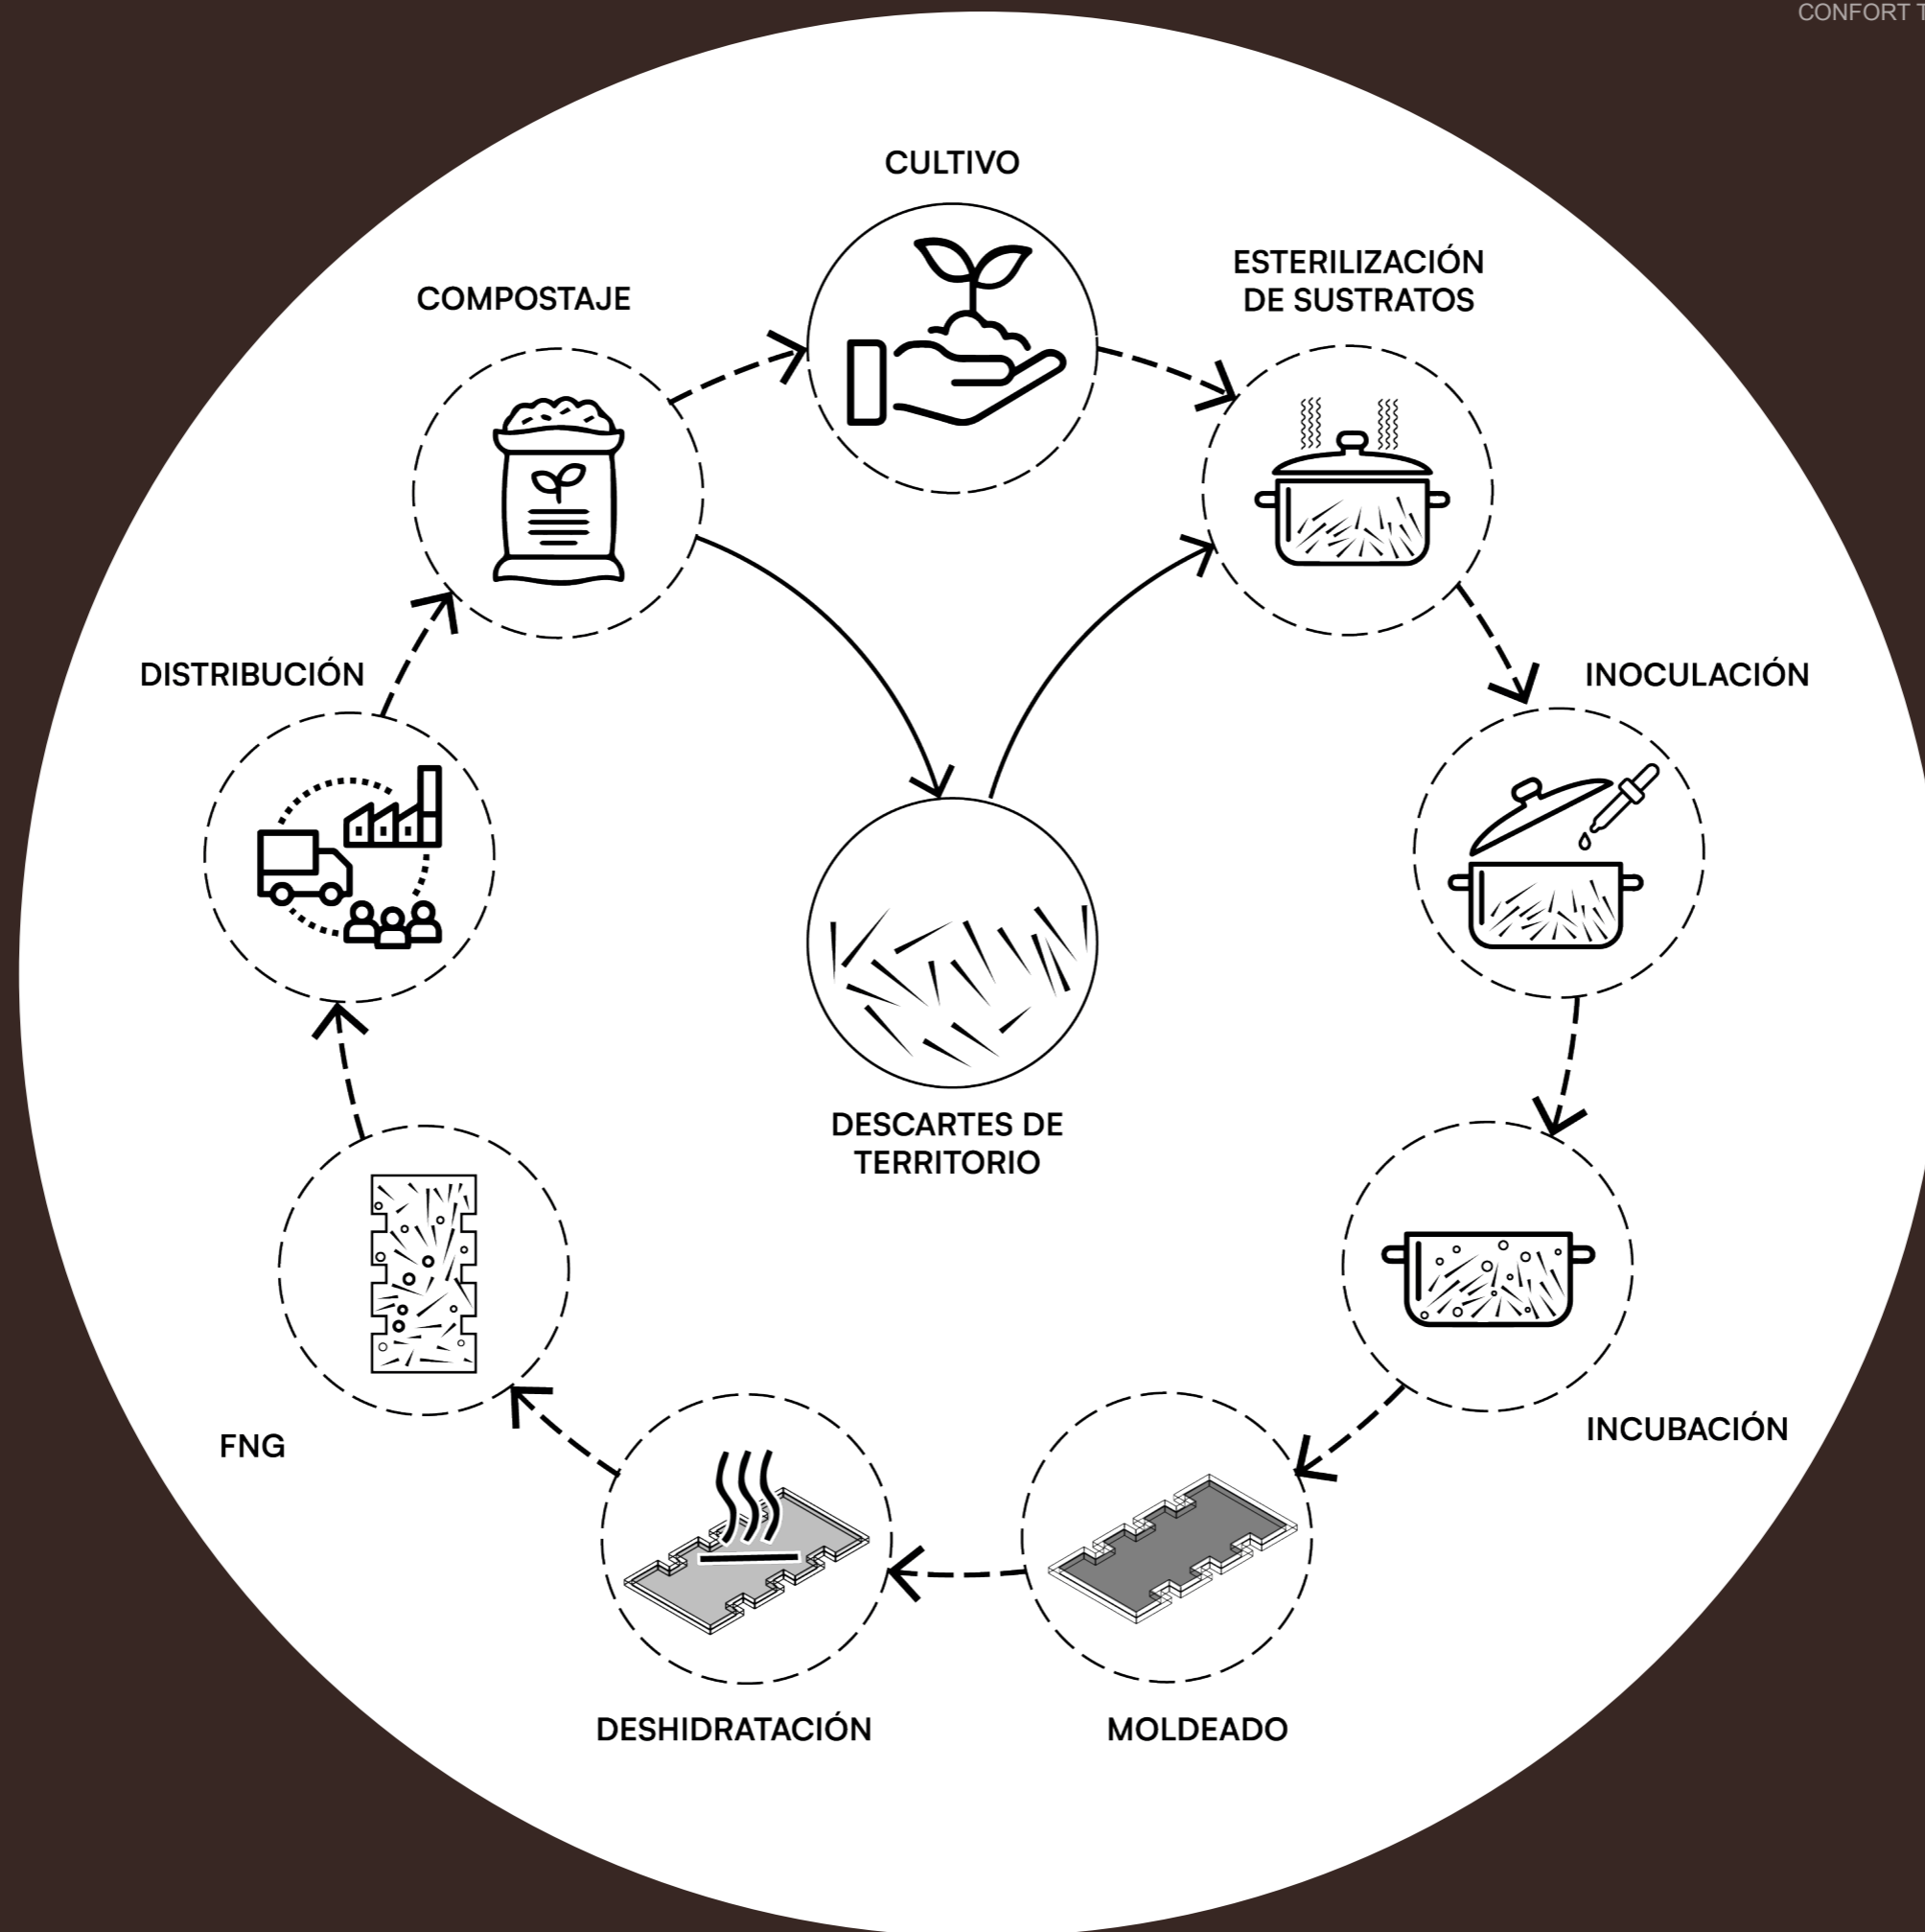 CONFORT
CULTIVO
ESTERILIZACIÓN
DE SUSTRATOS
COMPOSTAJE
DISTRIBUCIÓN
INOCULACIÓN
DESCARTES DE
TERRITORIO
FNG
INCUBACIÓN
DESHIDRATACIÓN
MOLDEADO